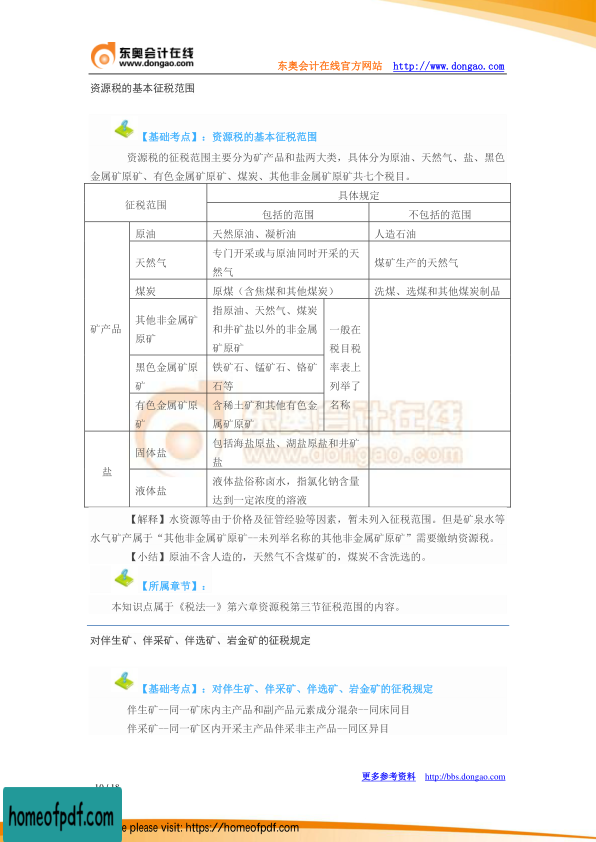 东奥会计在线
www.dongao.com
东奥会计在线官方网站 http://www.dongao.com
资源税的基本征税范围
【基础考点】：资源税的基本征税范围
资源税的征税范围主要分为矿产品和盐两大类，具体分为原油、天然气、盐、黑色
金属矿原矿、有色金属矿原矿、煤炭、其他非金属矿原矿共七个税目。
征税范围
具体规定
包括的范围
不包括的范围
矿产品
原油
天然原油、凝析油
人造石油
天然气
专门开采或与原油同时开采的天
然气
煤矿生产的天然气
煤炭
原煤（含焦煤和其他煤炭）
洗煤、选煤和其他煤炭制品
其他非金属矿
原矿
指原油、天然气、煤炭
和井矿盐以外的非金属
矿原矿
一般在
税目税
率表上
列举了
名称
黑色金属矿原
矿
铁矿石、锰矿石、铬矿
石等
有色金属矿原
矿
含稀土矿和其他有色金
属矿原矿
盐
固体盐
包括海盐原盐、湖盐原盐和井矿
盐
液体盐
液体盐俗称卤水，指氯化钠含量
达到一定浓度的溶液
东奥会计在线
www.dongao.com
【解释】水资源等由于价格及征管经验等因素，暂未列入征税范围。但是矿泉水等
水气矿产属于“其他非金属矿原矿—未列举名称的其他非金属矿原矿”需要缴纳资源税。
【小结】原油不含人造的，天然气不含煤矿的，煤炭不含洗选的。
【所属章节】：
本知识点属于《税法一》第六章资源税第三节征税范围的内容。
对伴生矿、伴采矿、伴选矿、岩金矿的征税规定
【基础考点】：对伴生矿、伴采矿、伴选矿、岩金矿的征税规定
伴生矿—同一矿床内主产品和副产品元素成分混杂—同床同目
伴采矿—同一矿区内开采主产品伴采非主产品—同区异目
更多参考资料 http://bbs.dongao.com
10 / 18
homeofpdf.com
e please visit: https://homeofpdf.com